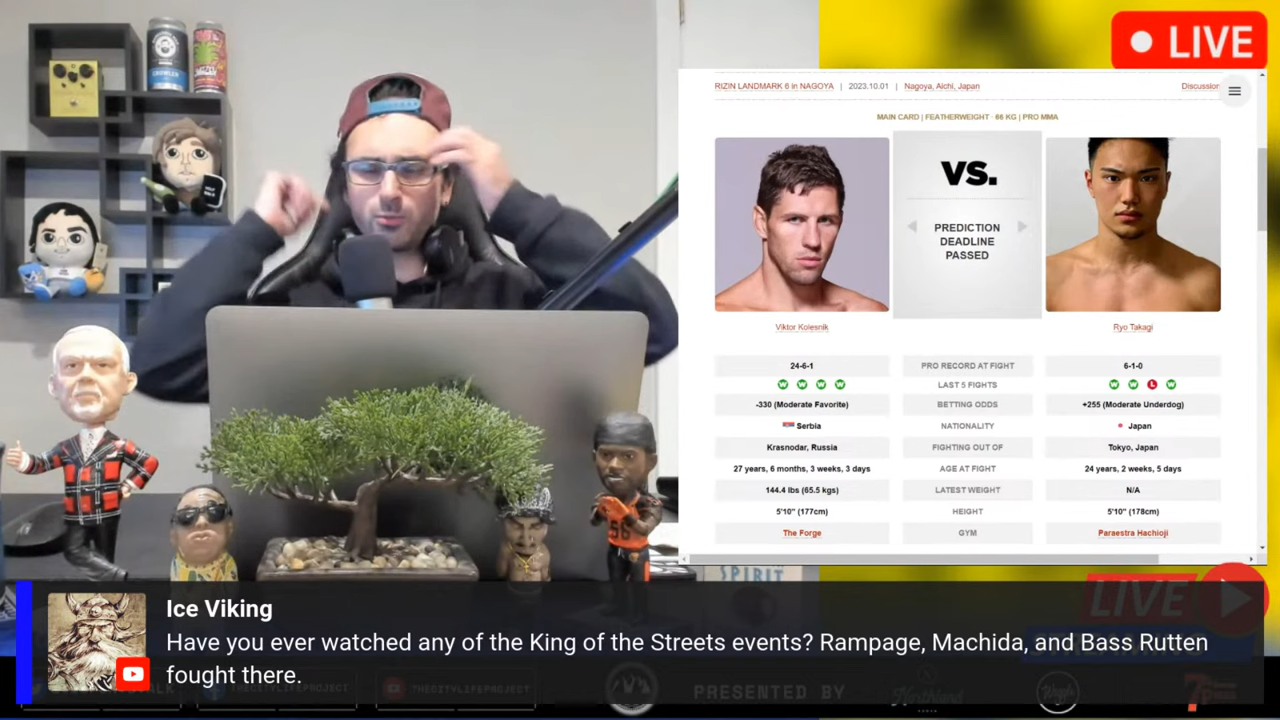 LIVE
RIZIN LANDMARK 6 in NAGOYA | 2023.10.01 | Nagoya, Aichi, Japan
Discussion
MAIN CARD | FEATHERWEIGHT · 66 KG | PRO MMA
VS.
PREDICTION
DEADLINE
PASSED
Viktor Kolesnik
Ryo Takagi
24-6-1 PRO RECORD AT FIGHT 6-1-0
W W W W LAST 5 FIGHTS W W L W
-330 (Moderate Favorite) BETTING ODDS +255 (Moderate Underdog)
Serbia NATIONALITY Japan
Krasnodar, Russia FIGHTING OUT OF Tokyo, Japan
27 years, 6 months, 3 weeks, 3 days AGE AT FIGHT 24 years, 2 weeks, 5 days
144.4 lbs (65.5 kgs) LATEST WEIGHT N/A
5'10" (177cm) HEIGHT 5'10" (178cm)
The Forge GYM Paraestra Hachioji
SPIRIT
LIVE
Ice Viking
Have you ever watched any of the King of the Streets events? Rampage, Machida, and Bass Rutten
fought there.
THECITYLIFEPROJECT
THECITYLIFEPROJECT
PRESENTED BY
Northland